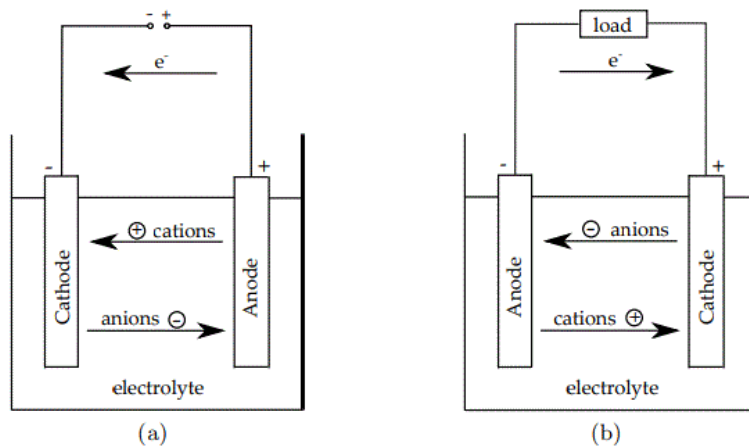 - +
e-
- +
⊕ cations
Cathode
Anode
anions ⊖
electrolyte
(a)
load
e-
- +
⊖ anions
Anode
Cathode
cations ⊕
electrolyte
(b)